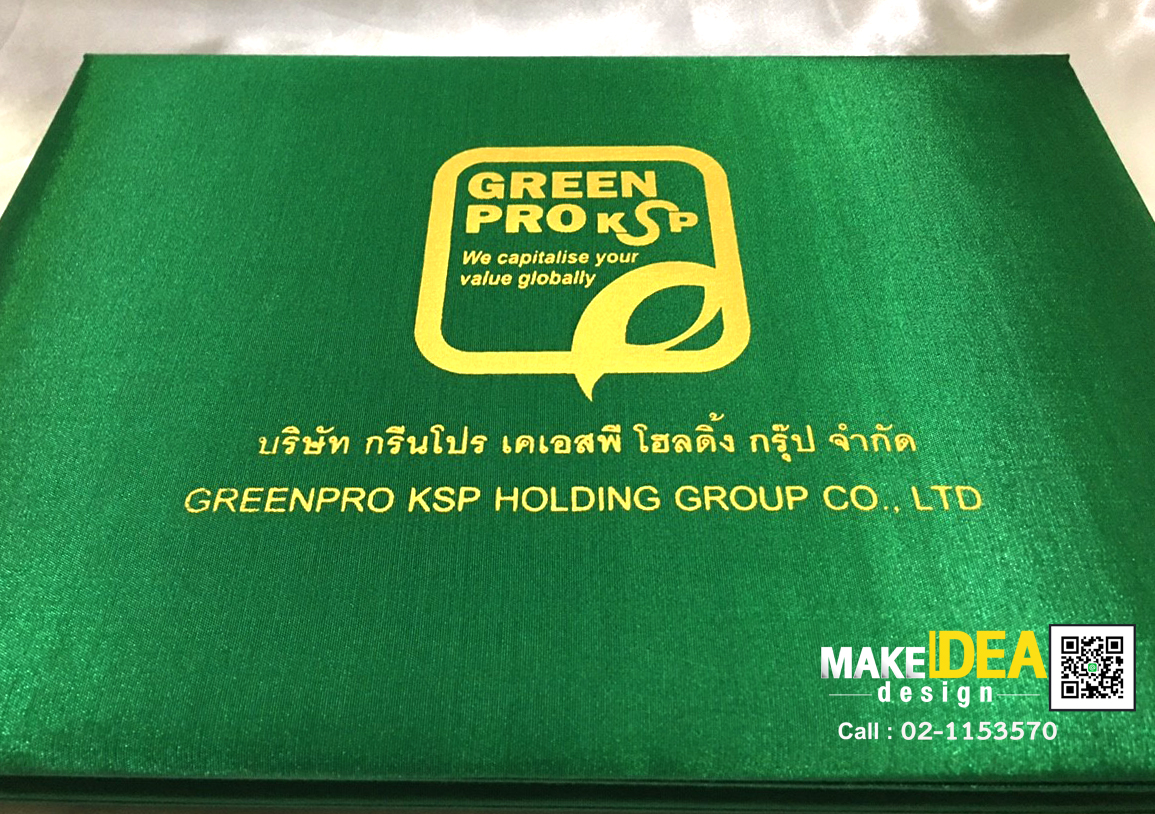 GREEN
PRO KSP
We capitalise your
value globally
บริษัท กรีนโปร เคเอสพี โฮลดิ้ง กรุ๊ป จำกัด
GREENPRO KSP HOLDING GROUP CO., LTD
MAKEIDEA
design
Call : 02-1153570